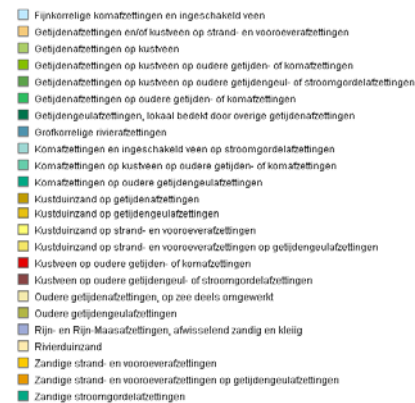 Fijnkorrelige komafzettingen en ingeschakeld veen
Getijdenafzettingen en/of kustveen op strand- en vooroeverafzettingen
Getijdenafzettingen op kustveen
Getijdenafzettingen op kustveen op oudere getijden- of komafzettingen
Getijdenafzettingen op kustveen op oudere getijdengeul- of stroomgordelafzettingen
Getijdenafzettingen op oudere getijden- of komafzettingen
Getijdengeulafzettingen, lokaal bedekt door overige getijdenafzettingen
Grofkorrelige rivierafzettingen
Komafzettingen en ingeschakeld veen op stroomgordelafzettingen
Komafzettingen op kustveen op oudere getijden- of komafzettingen
Komafzettingen op oudere getijdengeulafzettingen
Kustduinzand op getijdenafzettingen
Kustduinzand op getijdengeulafzettingen
Kustduinzand op strand- en vooroeverafzettingen
Kustduinzand op strand- en vooroeverafzettingen op getijdengeulafzettingen
Kustveen op oudere getijden- of komafzettingen
Kustveen op oudere getijdengeul- of stroomgordelafzettingen
Oudere getijdenafzettingen, op zee deels omgewerkt
Oudere getijdengeulafzettingen
Rijn- en Rijn-Maasafzettingen, afwisselend zandig en kleiig
Rivierduinzand
Zandige strand- en vooroeverafzettingen
Zandige strand- en vooroeverafzettingen op getijdengeulafzettingen
Zandige stroomgordelafzettingen